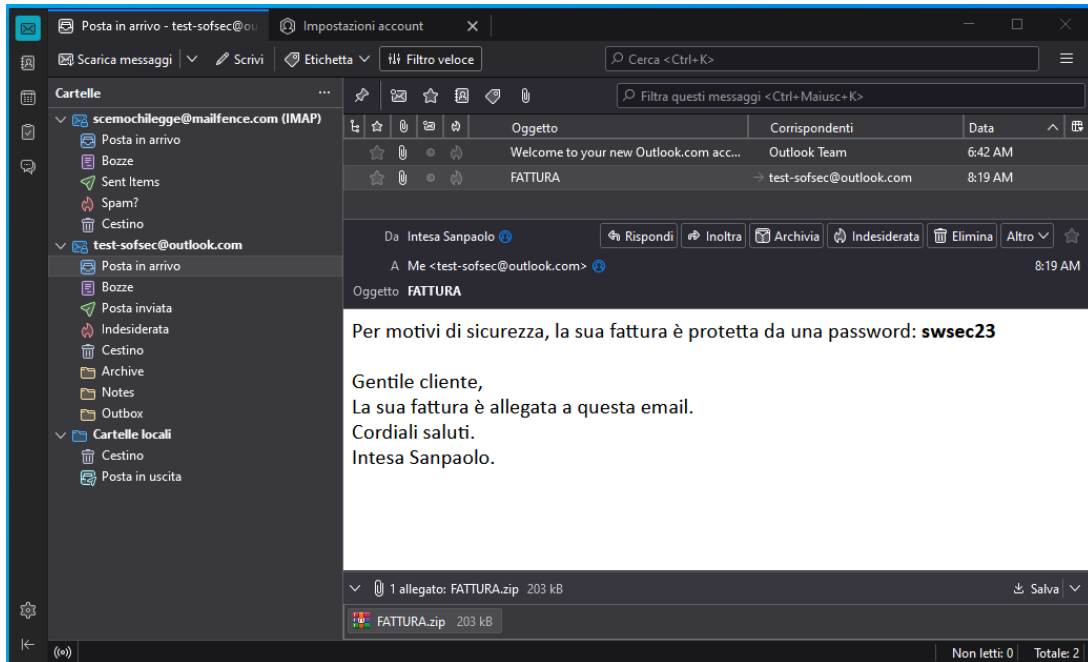 Posta in arrivo - test-sofsec@ou
Impostazioni account
Scarica messaggi
Scrivi
Etichetta
Filtro veloce
Cerca <Ctrl+K>
Cartelle
Filtra questi messaggi <Ctrl+Maiusc+K>
scemochilegge@mailfence.com (IMAP)
Posta in arrivo
Bozze
Sent Items
Spam?
Cestino
test-sofsec@outlook.com
Posta in arrivo
Bozze
Posta inviata
Indesiderata
Cestino
Archive
Notes
Outbox
Cartelle locali
Cestino
Posta in uscita
Oggetto Corrispondenti Data
Welcome to your new Outlook.com acc... Outlook Team 6:42 AM
FATTURA test-sofsec@outlook.com 8:19 AM
Da Intesa Sanpaolo
Rispondi Inoltra Archivia Indesiderata Elimina Altro
A Me <test-sofsec@outlook.com> 8:19 AM
Oggetto FATTURA
Per motivi di sicurezza, la sua fattura è protetta da una password: swsec23
Gentile cliente,
La sua fattura è allegata a questa email.
Cordiali saluti.
Intesa Sanpaolo.
1 allegato: FATTURA.zip 203 kB
Salva
FATTURA.zip 203 kB
Non letti: 0 Totale: 2